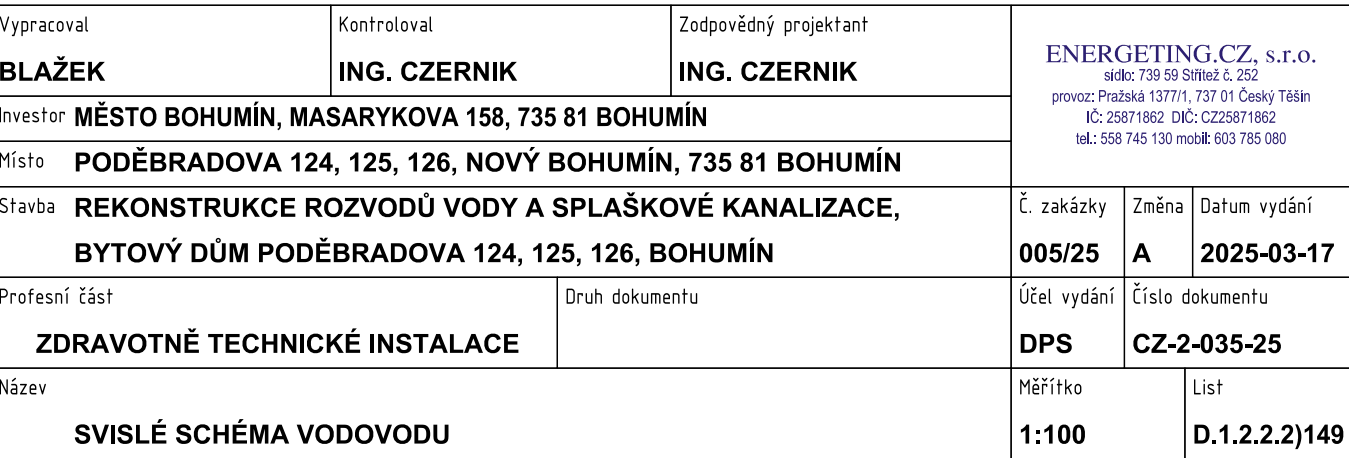 Vypracoval
BLAŽEK
Kontroloval
ING. CZERNIK
Zodpovědný projektant
ING. CZERNIK
ENERGETING.CZ, s.r.o.
sídlo: 739 59 Střítež č. 252
provoz: Pražská 1377/1, 737 01 Český Těšín
IČ: 25871862 DIČ: CZ25871862
tel.: 558 745 130 mobil: 603 785 080
Investor MĚSTO BOHUMÍN, MASARYKOVA 158, 735 81 BOHUMÍN
Místo PODĚBRADOVA 124, 125, 126, NOVÝ BOHUMÍN, 735 81 BOHUMÍN
Stavba REKONSTRUKCE ROZVODŮ VODY A SPLAŠKOVÉ KANALIZACE,
BYTOVÝ DŮM PODĚBRADOVA 124, 125, 126, BOHUMÍN
Č. zakázky
005/25
Změna
A
Datum vydání
2025-03-17
Profesní část
ZDRAVOTNĚ TECHNICKÉ INSTALACE
Druh dokumentu
Účel vydání
DPS
Číslo dokumentu
CZ-2-035-25
Název
SVISLÉ SCHÉMA VODOVODU
Měřítko
1:100
List
D.1.2.2.2)149